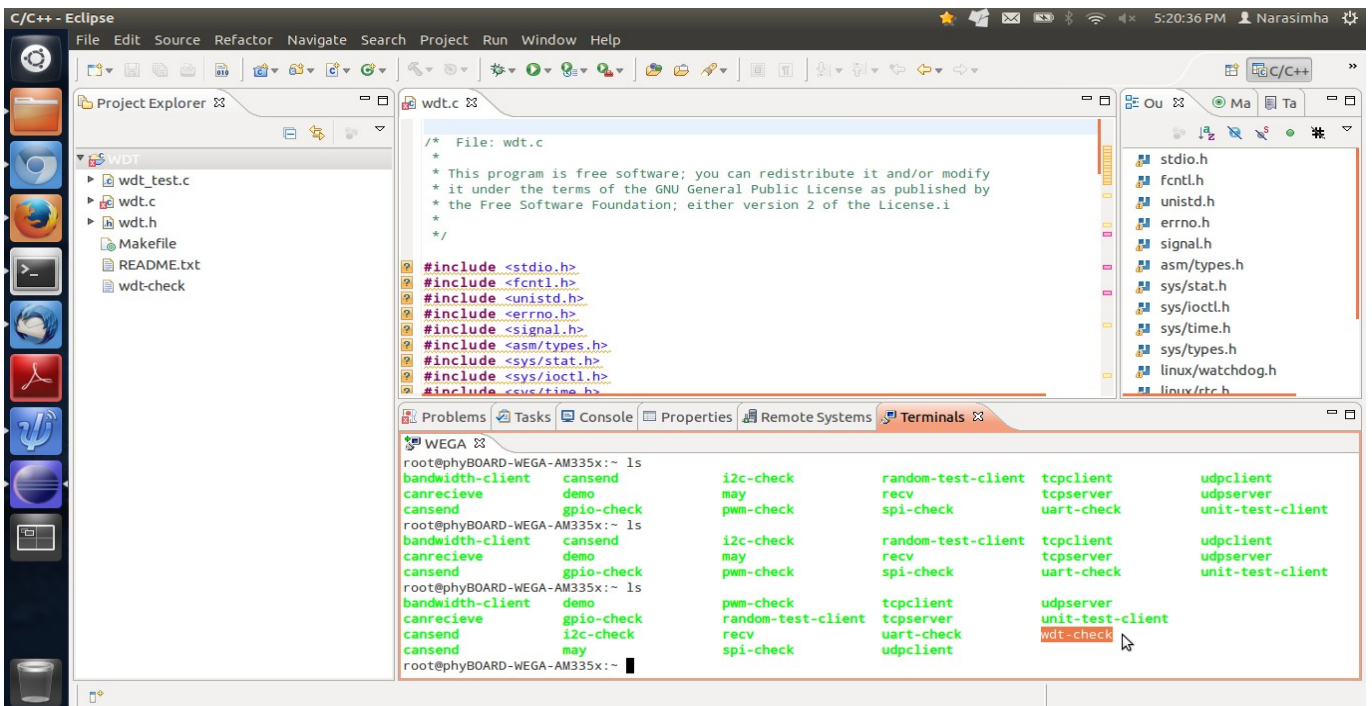 C/C++ - Eclipse
5:20:36 PM Narasimha
File Edit Source Refactor Navigate Search Project Run Window Help
C/C++
Project Explorer
WDT
wdt_test.c
wdt.c
wdt.h
Makefile
README.txt
wdt-check
wdt.c
/* File: wdt.c
*
* This program is free software; you can redistribute it and/or modify
* it under the terms of the GNU General Public License as published by
* the Free Software Foundation; either version 2 of the License.i
*
*/
#include <stdio.h>
#include <fcntl.h>
#include <unistd.h>
#include <errno.h>
#include <signal.h>
#include <asm/types.h>
#include <sys/stat.h>
#include <sys/ioctl.h>
#include <sys/time.h>
Ou Ma Ta
stdio.h
fcntl.h
unistd.h
errno.h
signal.h
asm/types.h
sys/stat.h
sys/ioctl.h
sys/time.h
sys/types.h
linux/watchdog.h
linux/rtc.h
Problems Tasks Console Properties Remote Systems Terminals
WEGA
root@phyBOARD-WEGA-AM335x:~ ls
bandwidth-client cansend i2c-check random-test-client tcpclient udpclient
canrecieve demo may recv tcpserver udpserver
cansend gpio-check pwm-check spi-check uart-check unit-test-client
root@phyBOARD-WEGA-AM335x:~ ls
bandwidth-client cansend i2c-check random-test-client tcpclient udpclient
canrecieve demo may recv tcpserver udpserver
cansend gpio-check pwm-check spi-check uart-check unit-test-client
root@phyBOARD-WEGA-AM335x:~ ls
bandwidth-client demo pwm-check tcpclient udpserver
canrecieve gpio-check random-test-client tcpserver unit-test-client
cansend i2c-check recv uart-check wdt-check
cansend may spi-check udpclient
root@phyBOARD-WEGA-AM335x:~